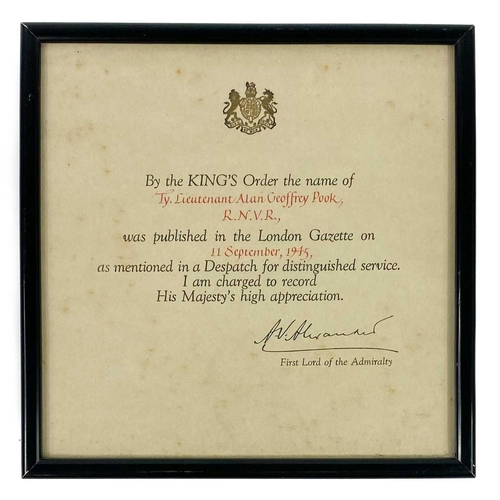 By the KING'S Order the name of
Ty. Lieutenant Alan Geoffrey Pook,
R.N.V.R.,
was published in the London Gazette on
11 September, 1945,
as mentioned in a Despatch for distinguished service.
I am charged to record
His Majesty's high appreciation.
A.V. Alexander
First Lord of the Admiralty